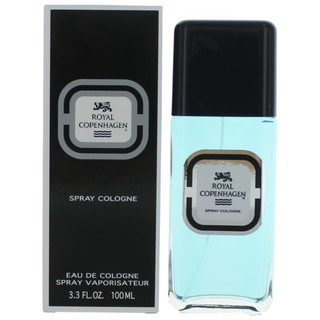 ROYAL
COPENHAGEN
SPRAY COLOGNE
EAU DE COLOGNE
SPRAY VAPORISATEUR
3.3 FL.OZ. 100ML
ROYAL
COPENHAGEN
SPRAY COLOGNE